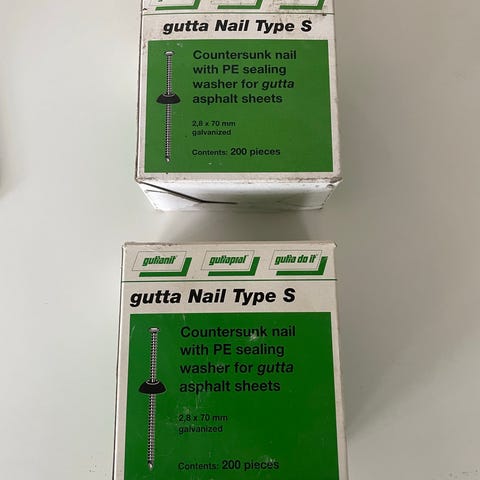 gutta Nail Type S
Countersunk nail
with PE sealing
washer for gutta
asphalt sheets
2,8 x 70 mm
galvanized
Contents: 200 pieces
guttanit® guttapral® gutta do it®
gutta Nail Type S
Countersunk nail
with PE sealing
washer for gutta
asphalt sheets
2,8 x 70 mm
galvanized
Contents: 200 pieces